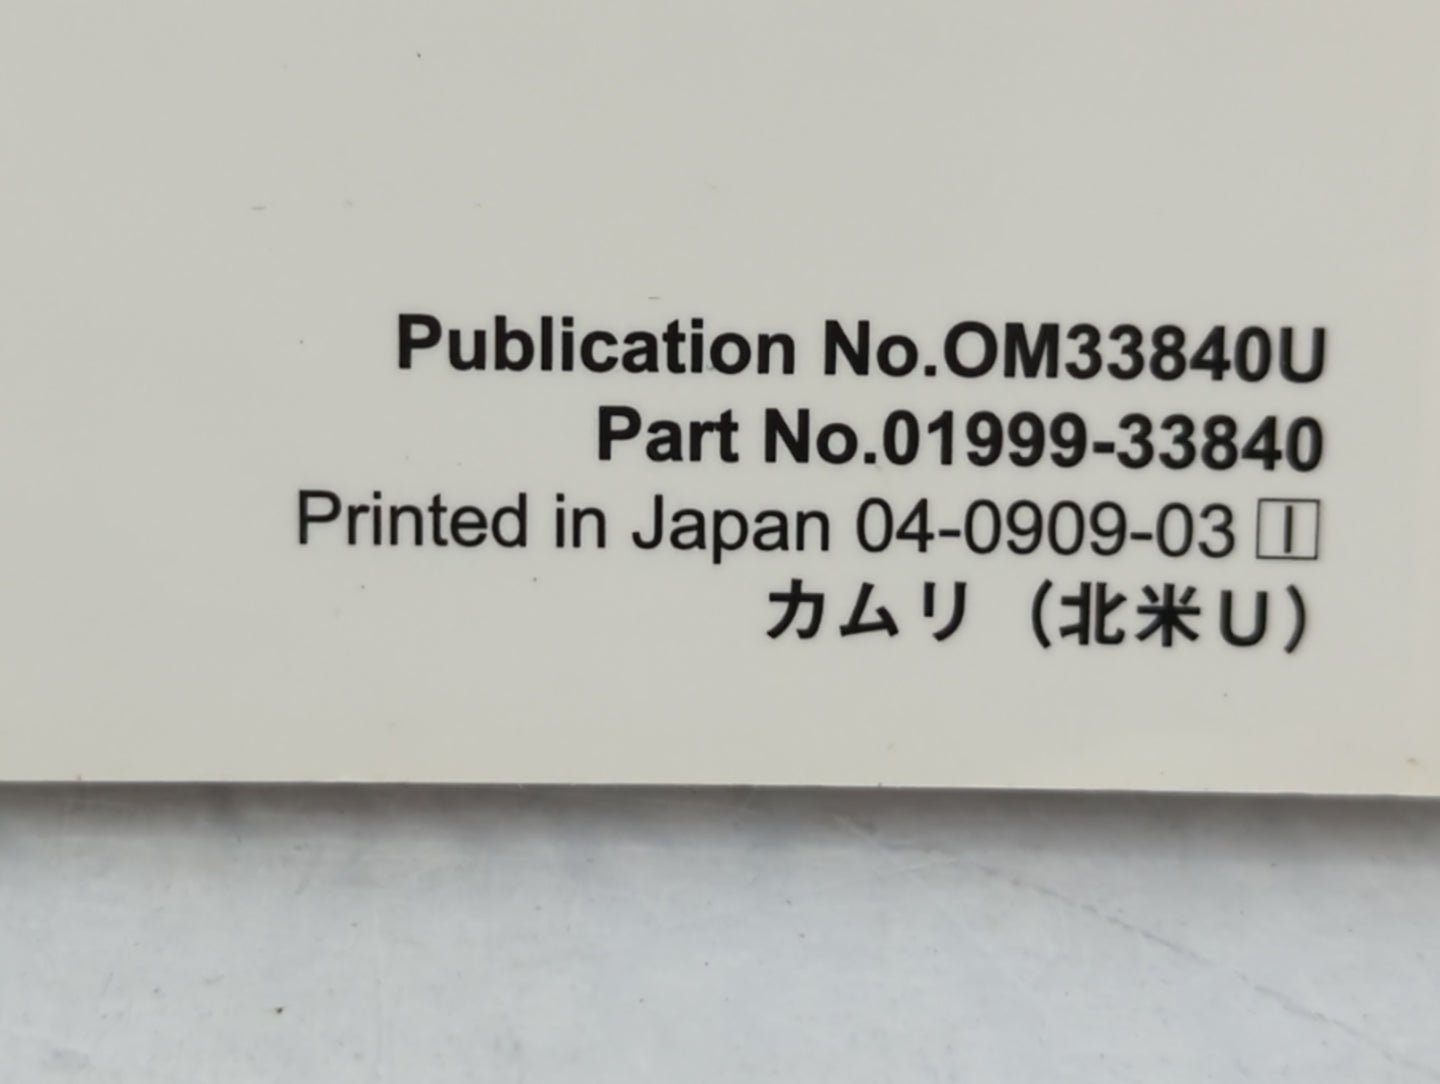 Publication No.OM33840U
Part No.01999-33840
Printed in Japan 04-0909-03 I
カムリ（北米U）